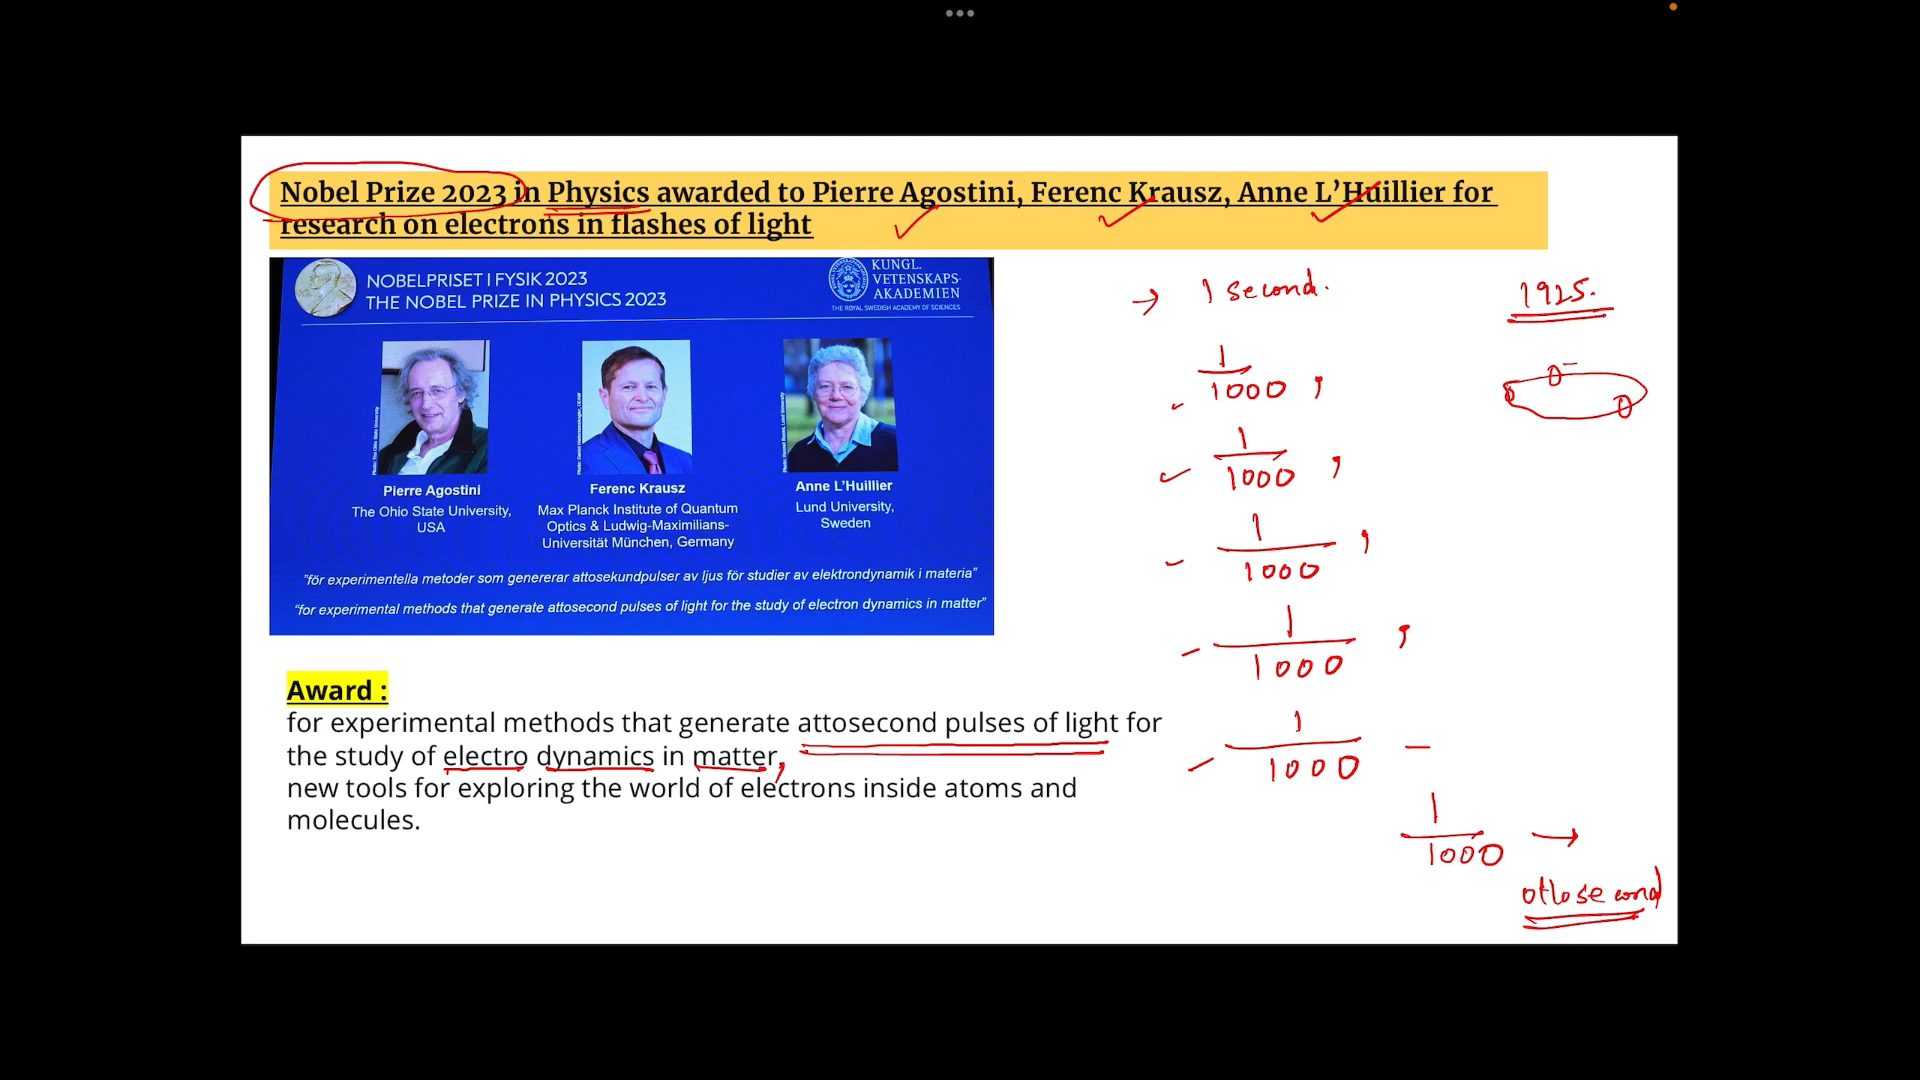 Nobel Prize 2023 in Physics awarded to Pierre Agostini, Ferenc Krausz, Anne L’Huillier for
research on electrons in flashes of light
NOBELPRISET I FYSIK 2023
THE NOBEL PRIZE IN PHYSICS 2023
KUNGL.
VETENSKAPS-
AKADEMIEN
THE ROYAL SWEDISH ACADEMY OF SCIENCES
Pierre Agostini
The Ohio State University,
USA
Ferenc Krausz
Max Planck Institute of Quantum
Optics & Ludwig-Maximilians-
Universität München, Germany
Anne L’Huillier
Lund University,
Sweden
”för experimentella metoder som genererar attosekundpulser av ljus för studier av elektrondynamik i materia”
“for experimental methods that generate attosecond pulses of light for the study of electron dynamics in matter”
Award :
for experimental methods that generate attosecond pulses of light for
the study of electro dynamics in matter,
new tools for exploring the world of electrons inside atoms and
molecules.
→ 1 second.
1925.
1
1000 ,
1
1000 ,
1
1000 ,
1
1000 ,
1
1000 –
1
1000 →
attosecond